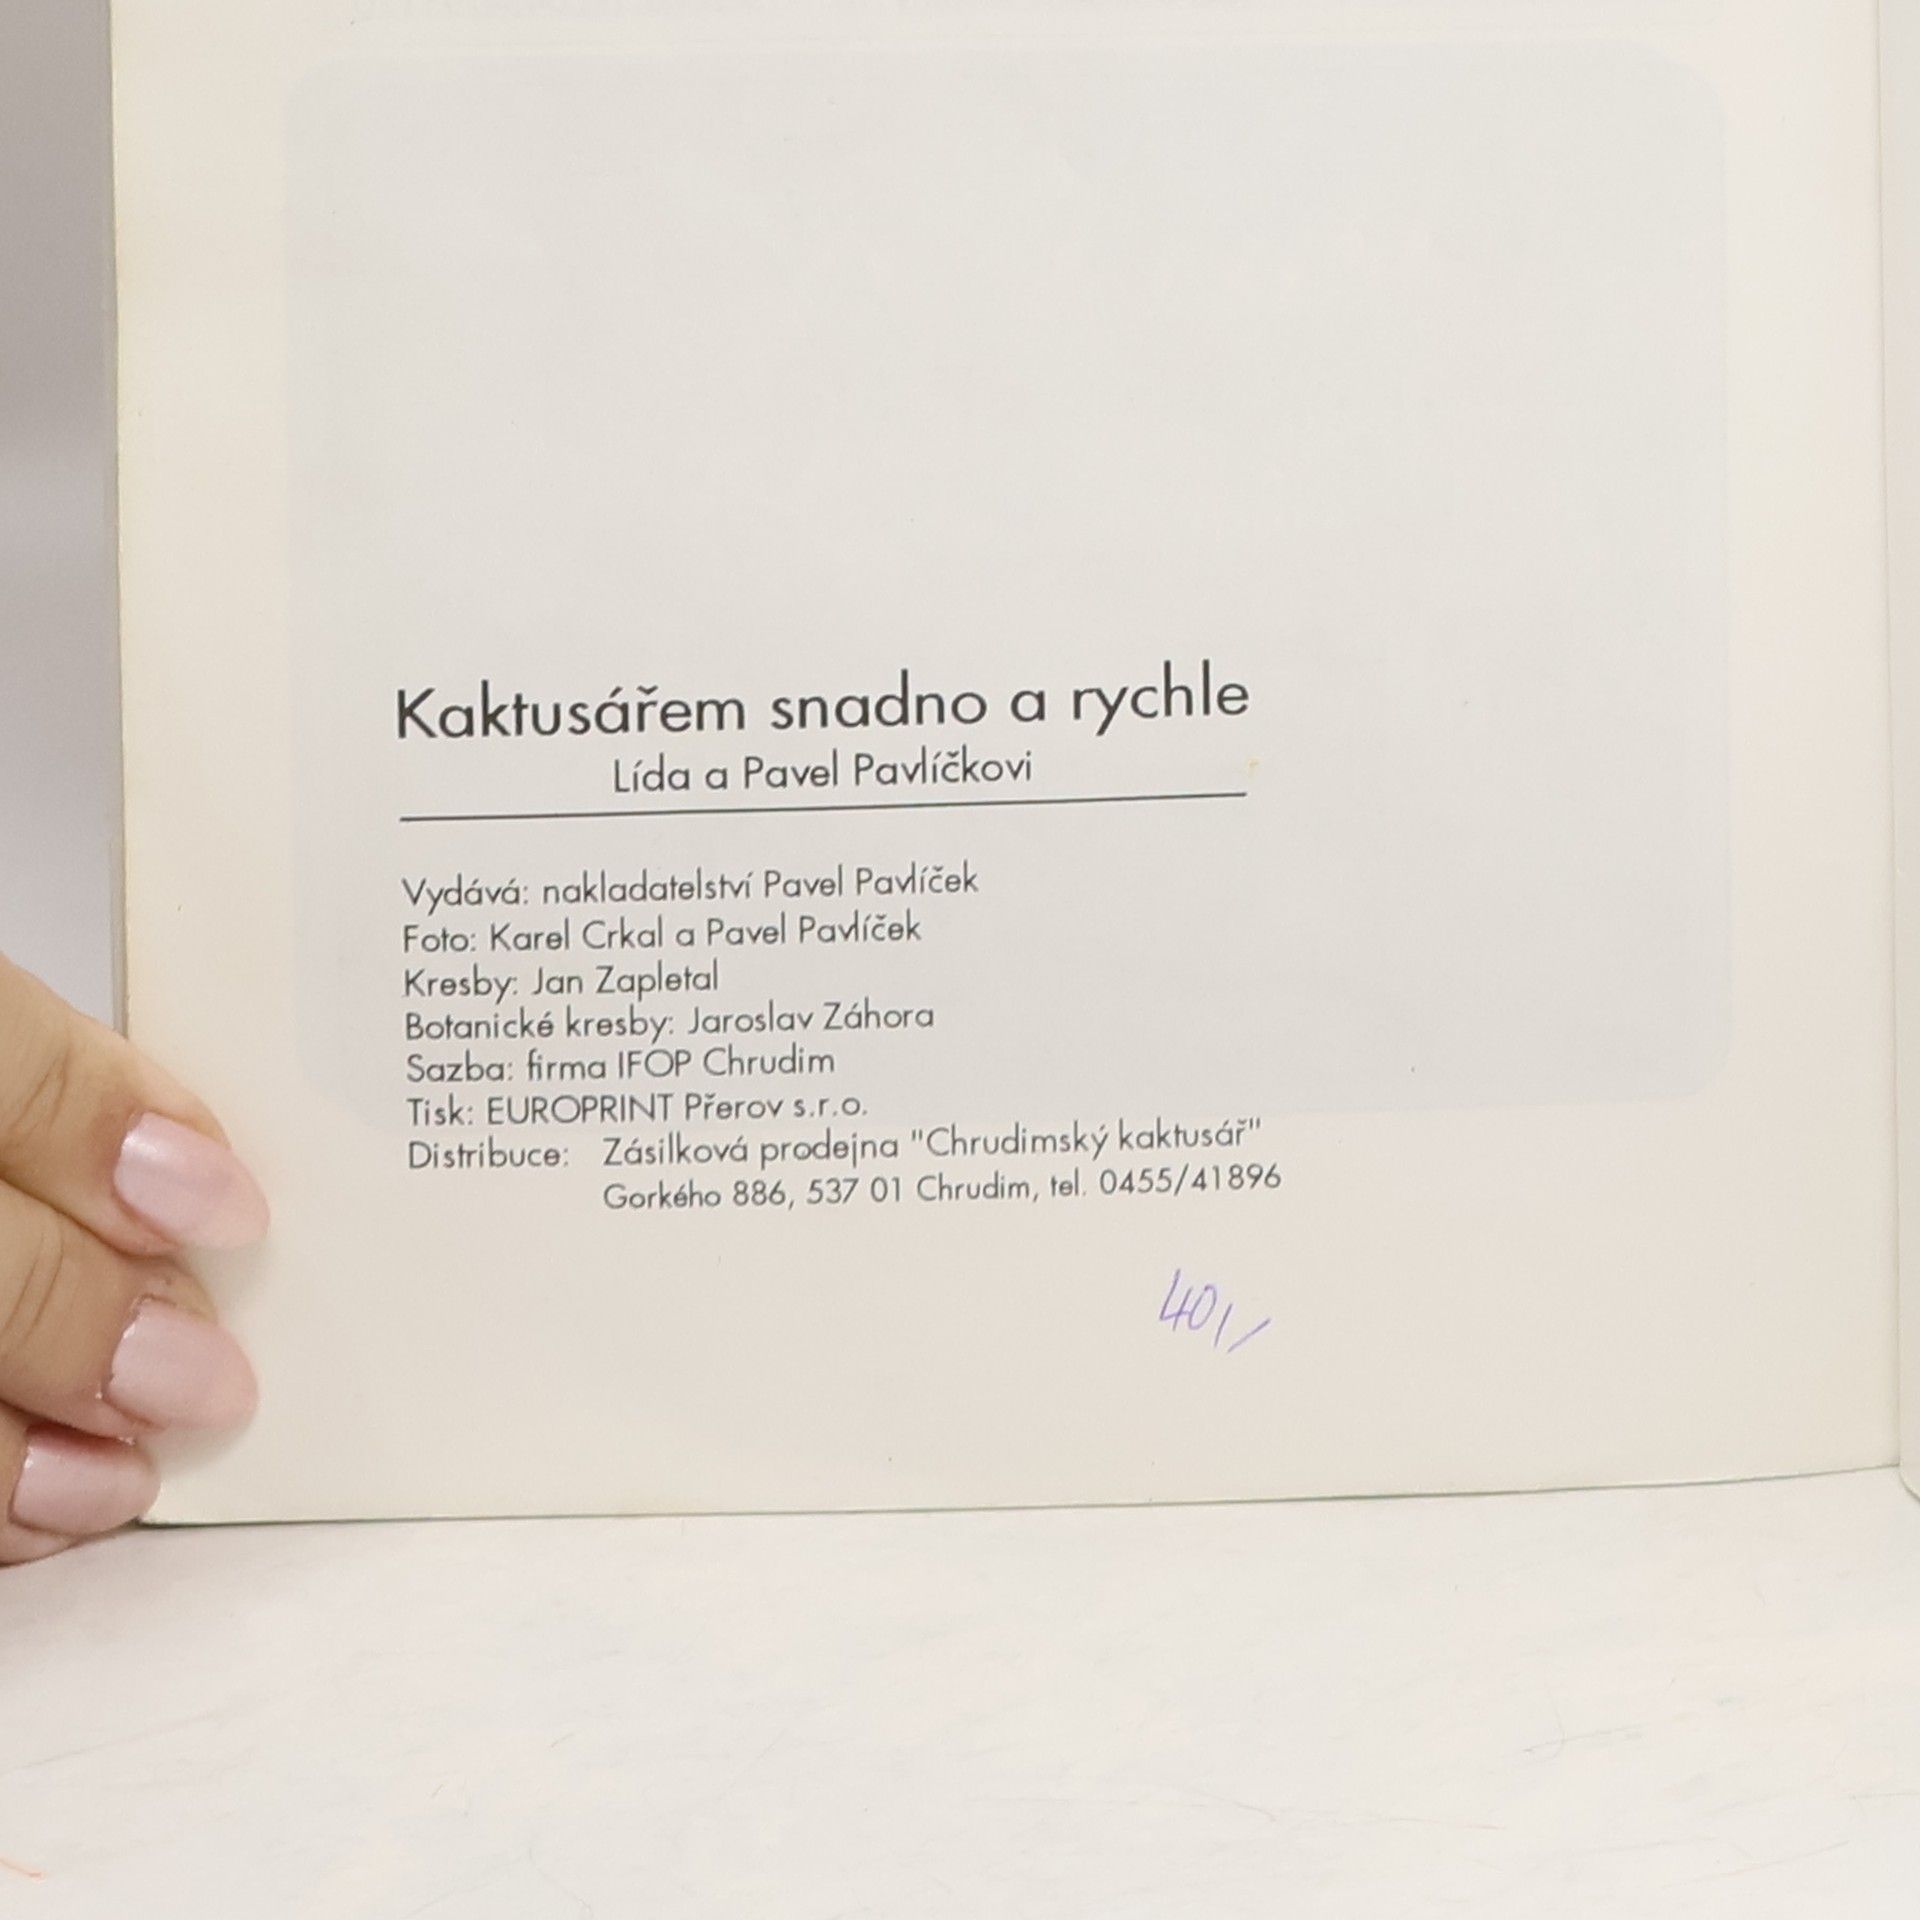 Kaktusářem snadno a rychle
Lída a Pavel Pavlíčkovi
Vydává: nakladatelství Pavel Pavlíček
Foto: Karel Crkal a Pavel Pavlíček
Kresby: Jan Zapletal
Botanické kresby: Jaroslav Záhora
Sazba: firma IFOP Chrudim
Tisk: EUROPRINT Přerov s.r.o.
Distribuce: Zásilková prodejna "Chrudimský kaktusář"
Gorkého 886, 537 01 Chrudim, tel. 0455/41896
40,/